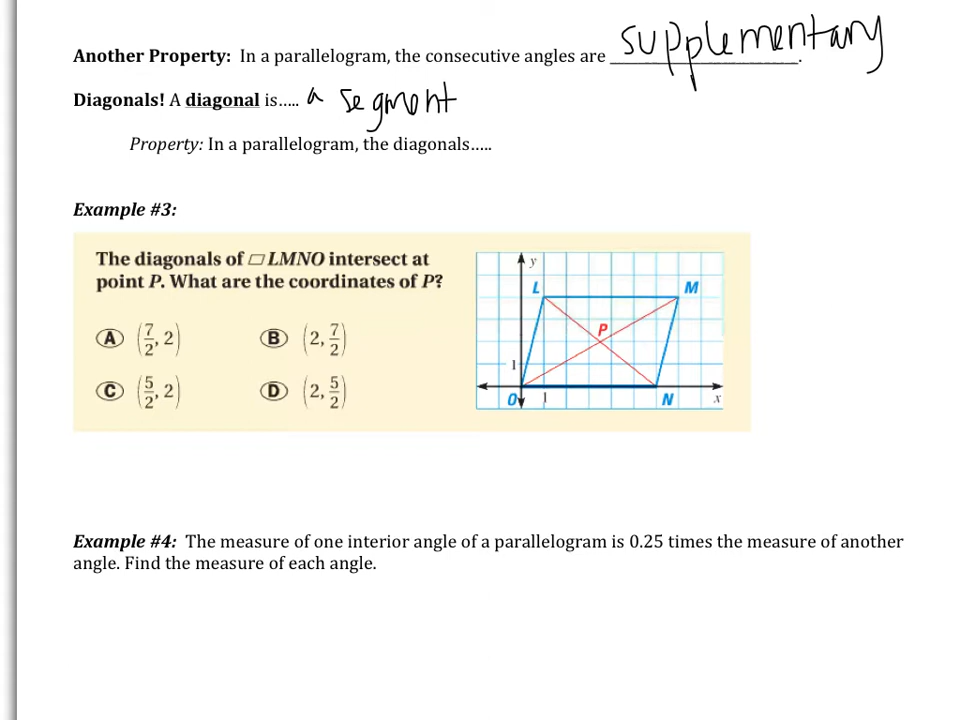 Another Property: In a parallelogram, the consecutive angles are supplementary.
Diagonals! A diagonal is..... a segment
Property: In a parallelogram, the diagonals.....
Example #3:
The diagonals of ▱LMNO intersect at
point P. What are the coordinates of P?
A (7/2, 2) B (2, 7/2)
C (5/2, 2) D (2, 5/2)
y
L M
P
1
O 1 N x
Example #4: The measure of one interior angle of a parallelogram is 0.25 times the measure of another
angle. Find the measure of each angle.